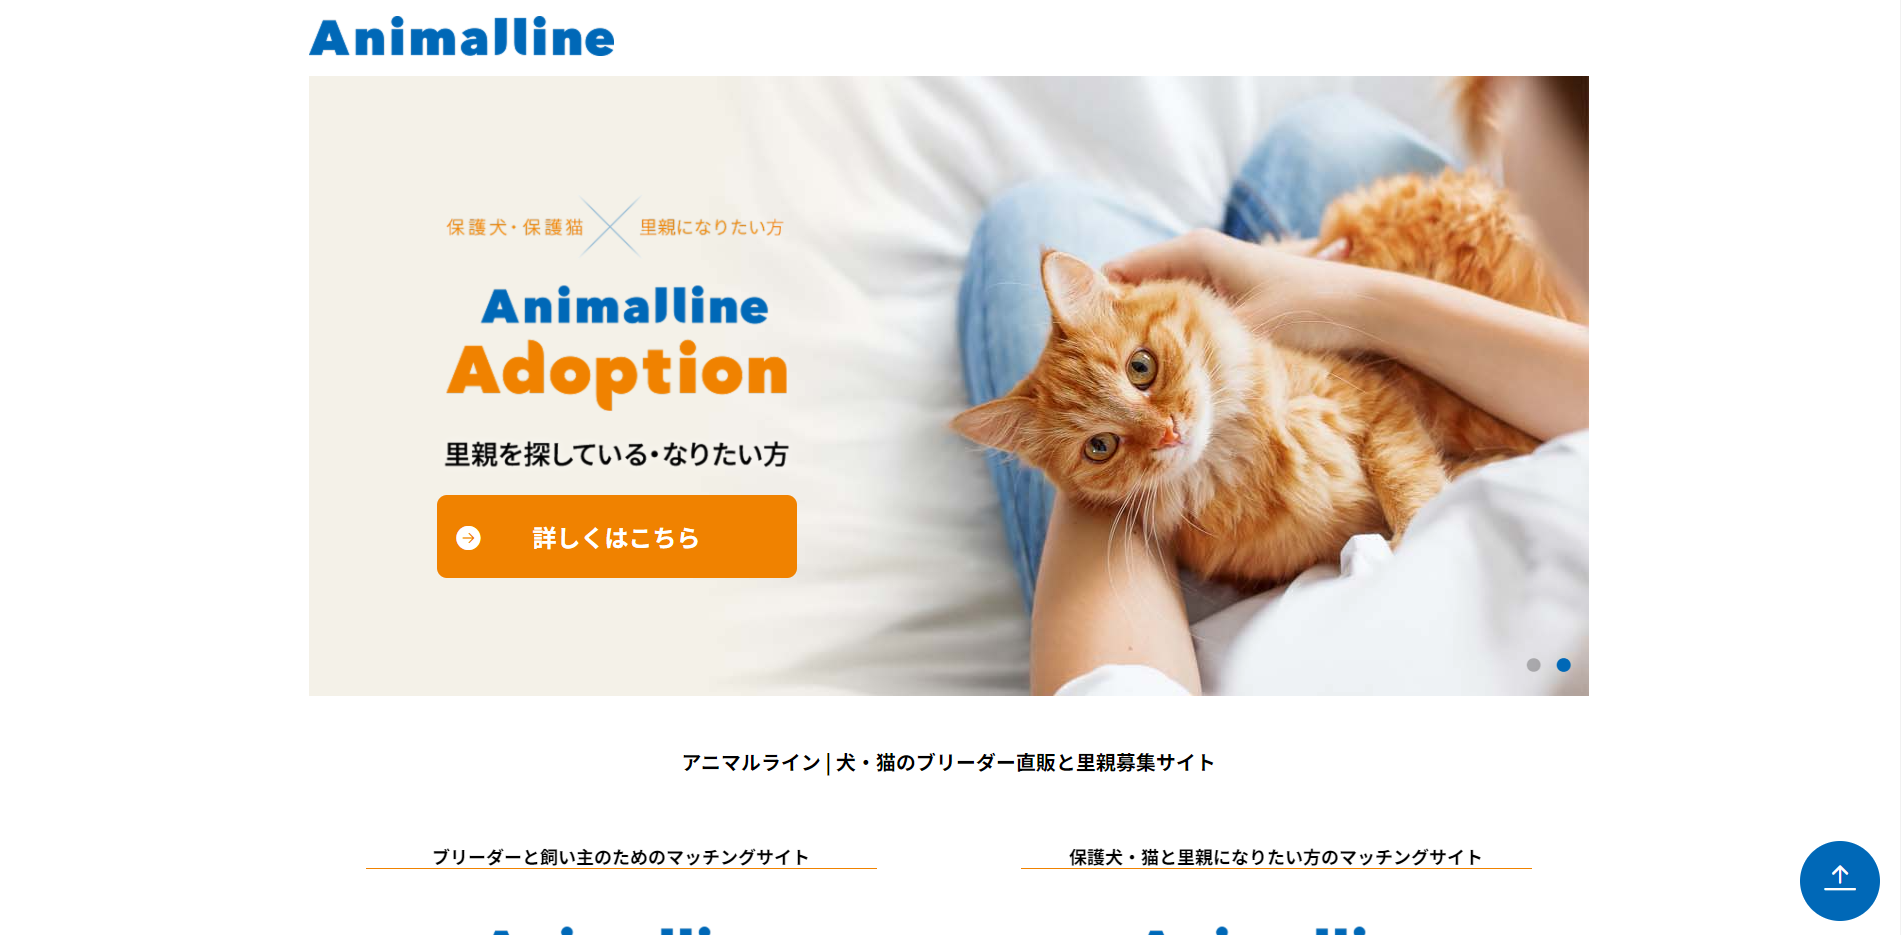 Animalline
保護犬・保護猫 里親になりたい方
Animalline
Adoption
里親を探している・なりたい方
詳しくはこちら
アニマルライン | 犬・猫のブリーダー直販と里親募集サイト
ブリーダーと飼い主のためのマッチングサイト
保護犬・猫と里親になりたい方のマッチングサイト